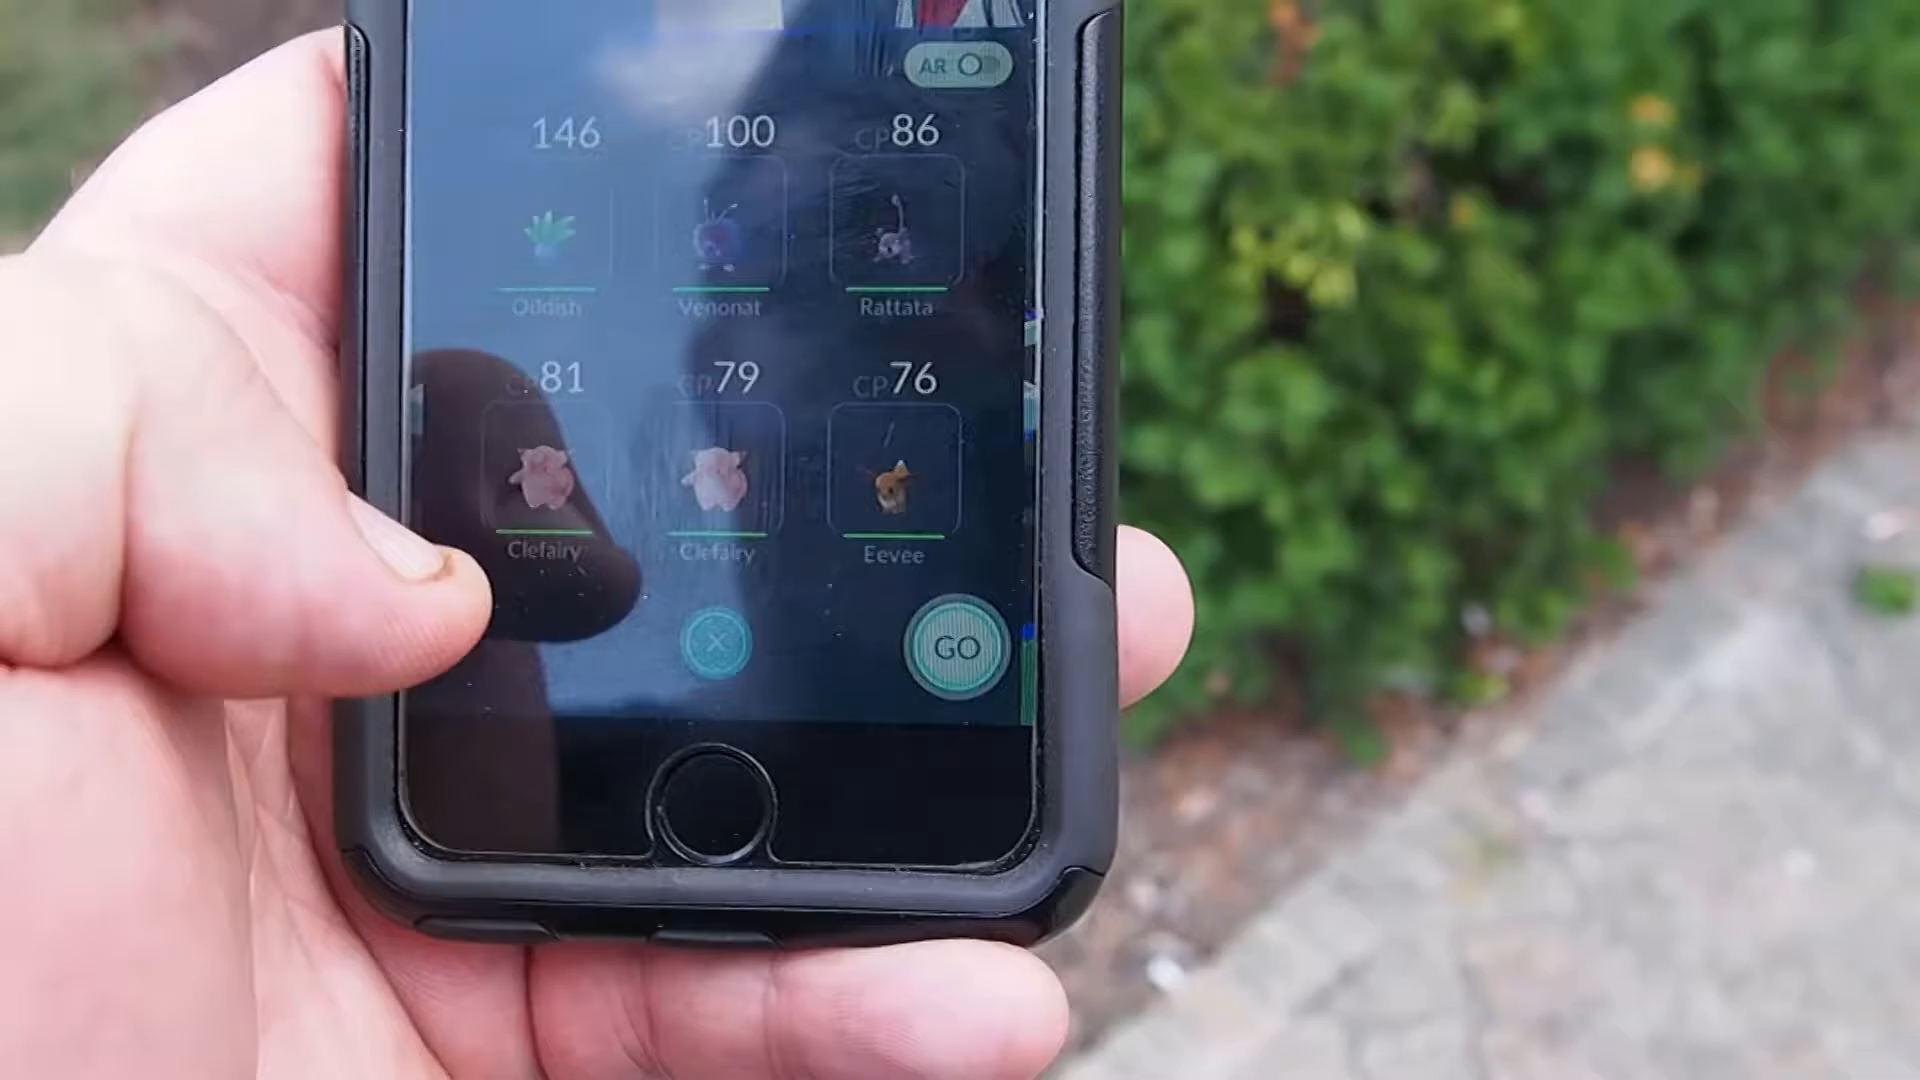 AR
146 CP100 CP86
Oddish Venonat Rattata
CP81 CP79 CP76
Clefairy Clefairy Eevee
GO